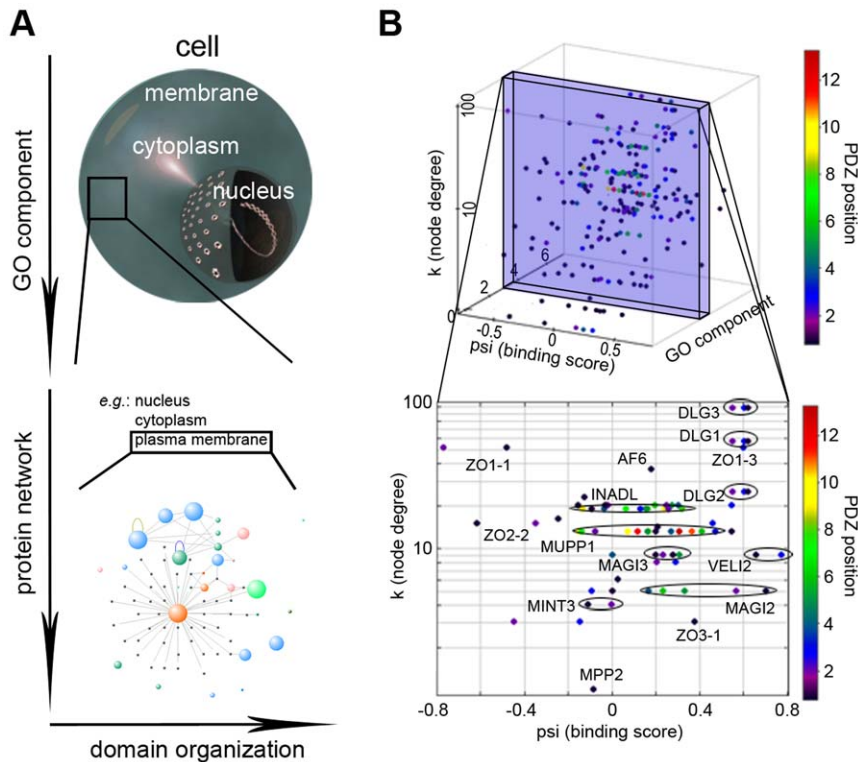 A
cell
membrane
cytoplasm
nucleus
GO component
e.g.: nucleus
cytoplasm
plasma membrane
protein network
domain organization
B
k (node degree)
100
10
0
2
4
6
-0.5
0
0.5
psi (binding score)
GO component
12
10
8
6
4
2
PDZ position
k (node degree)
100
10
DLG3
DLG1
ZO1-1
AF6
ZO1-3
INADL
DLG2
ZO2-2
MUPP1
MAGI3
VELI2
MINT3
MAGI2
ZO3-1
MPP2
-0.8
-0.4
0
0.4
0.8
psi (binding score)
12
10
8
6
4
2
PDZ position